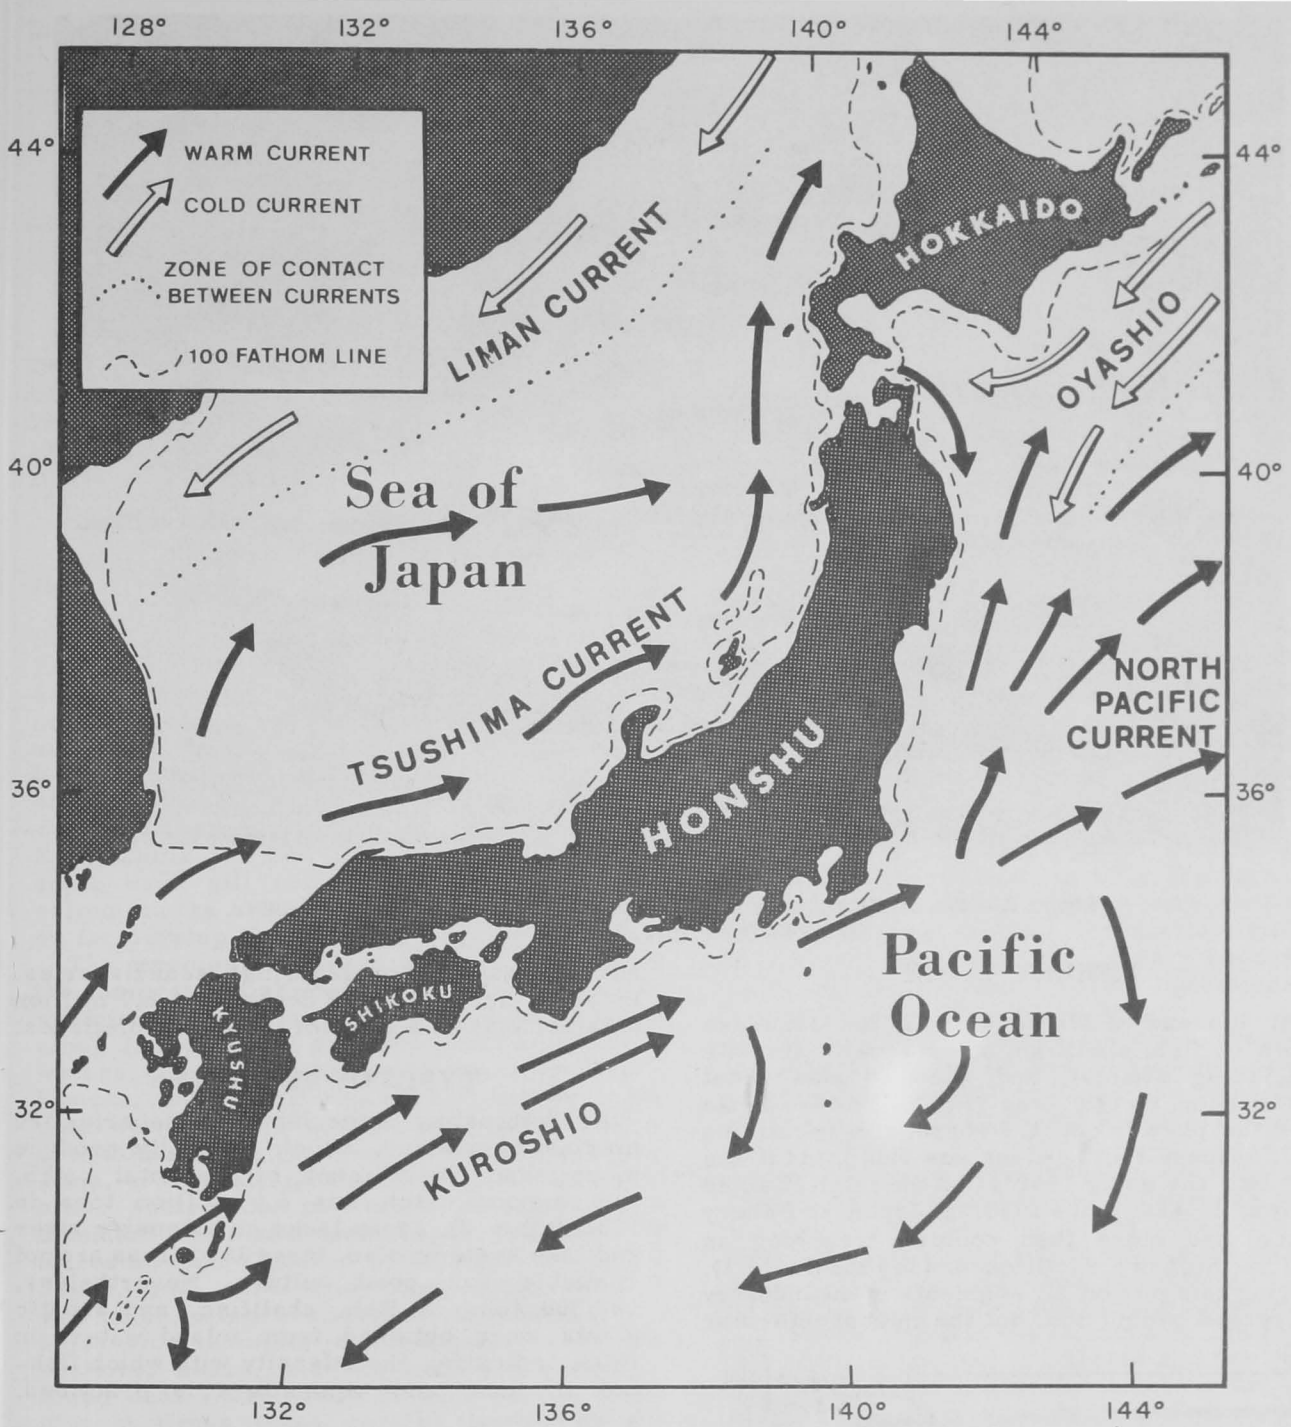 128° 132° 136° 140° 144°
44° 44°
WARM CURRENT
COLD CURRENT
ZONE OF CONTACT
BETWEEN CURRENTS
100 FATHOM LINE
HOKKAIDO
LIMAN CURRENT
OYASHIO
40° 40°
Sea of
Japan
TSUSHIMA CURRENT
NORTH
PACIFIC
CURRENT
36° 36°
HONSHU
Pacific
Ocean
SHIKOKU
KYUSHU
32° 32°
KUROSHIO
132° 136° 140° 144°